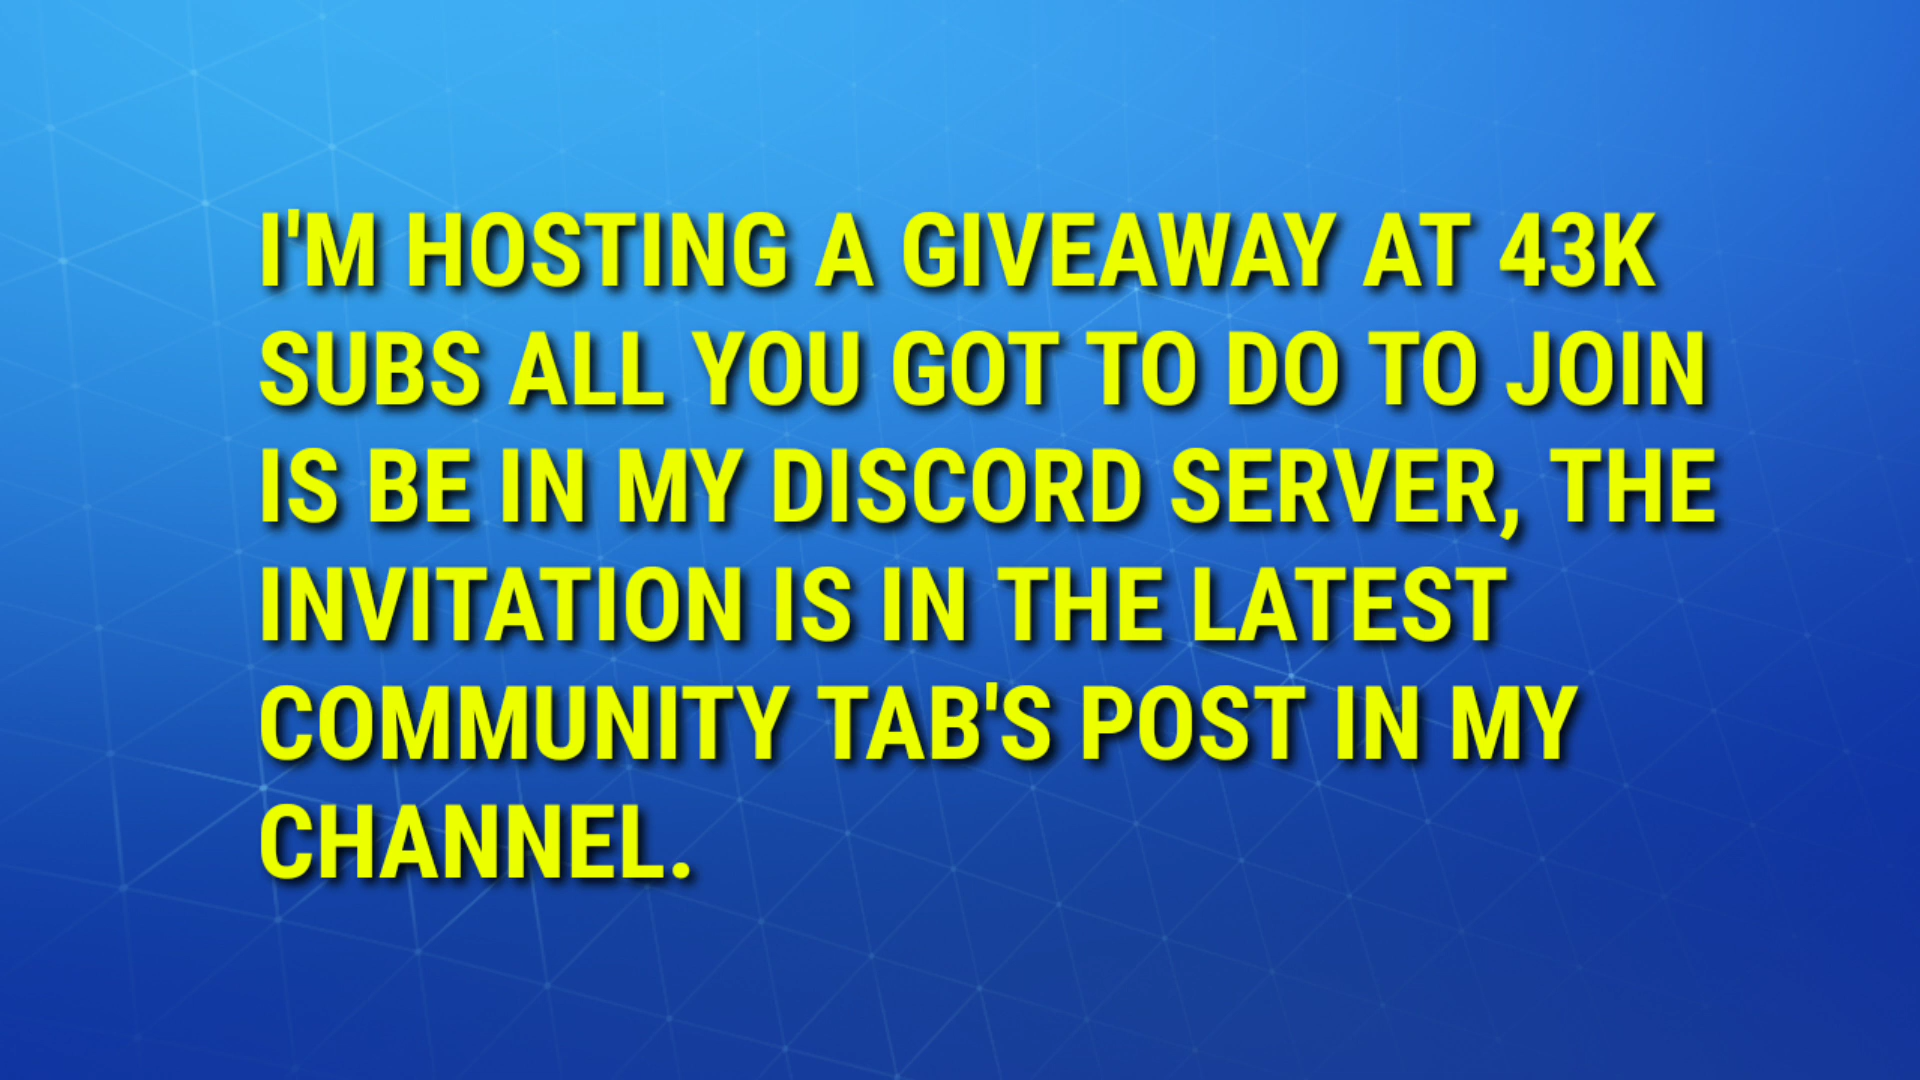 I'M HOSTING A GIVEAWAY AT 43K
SUBS ALL YOU GOT TO DO TO JOIN
IS BE IN MY DISCORD SERVER, THE
INVITATION IS IN THE LATEST
COMMUNITY TAB'S POST IN MY
CHANNEL.